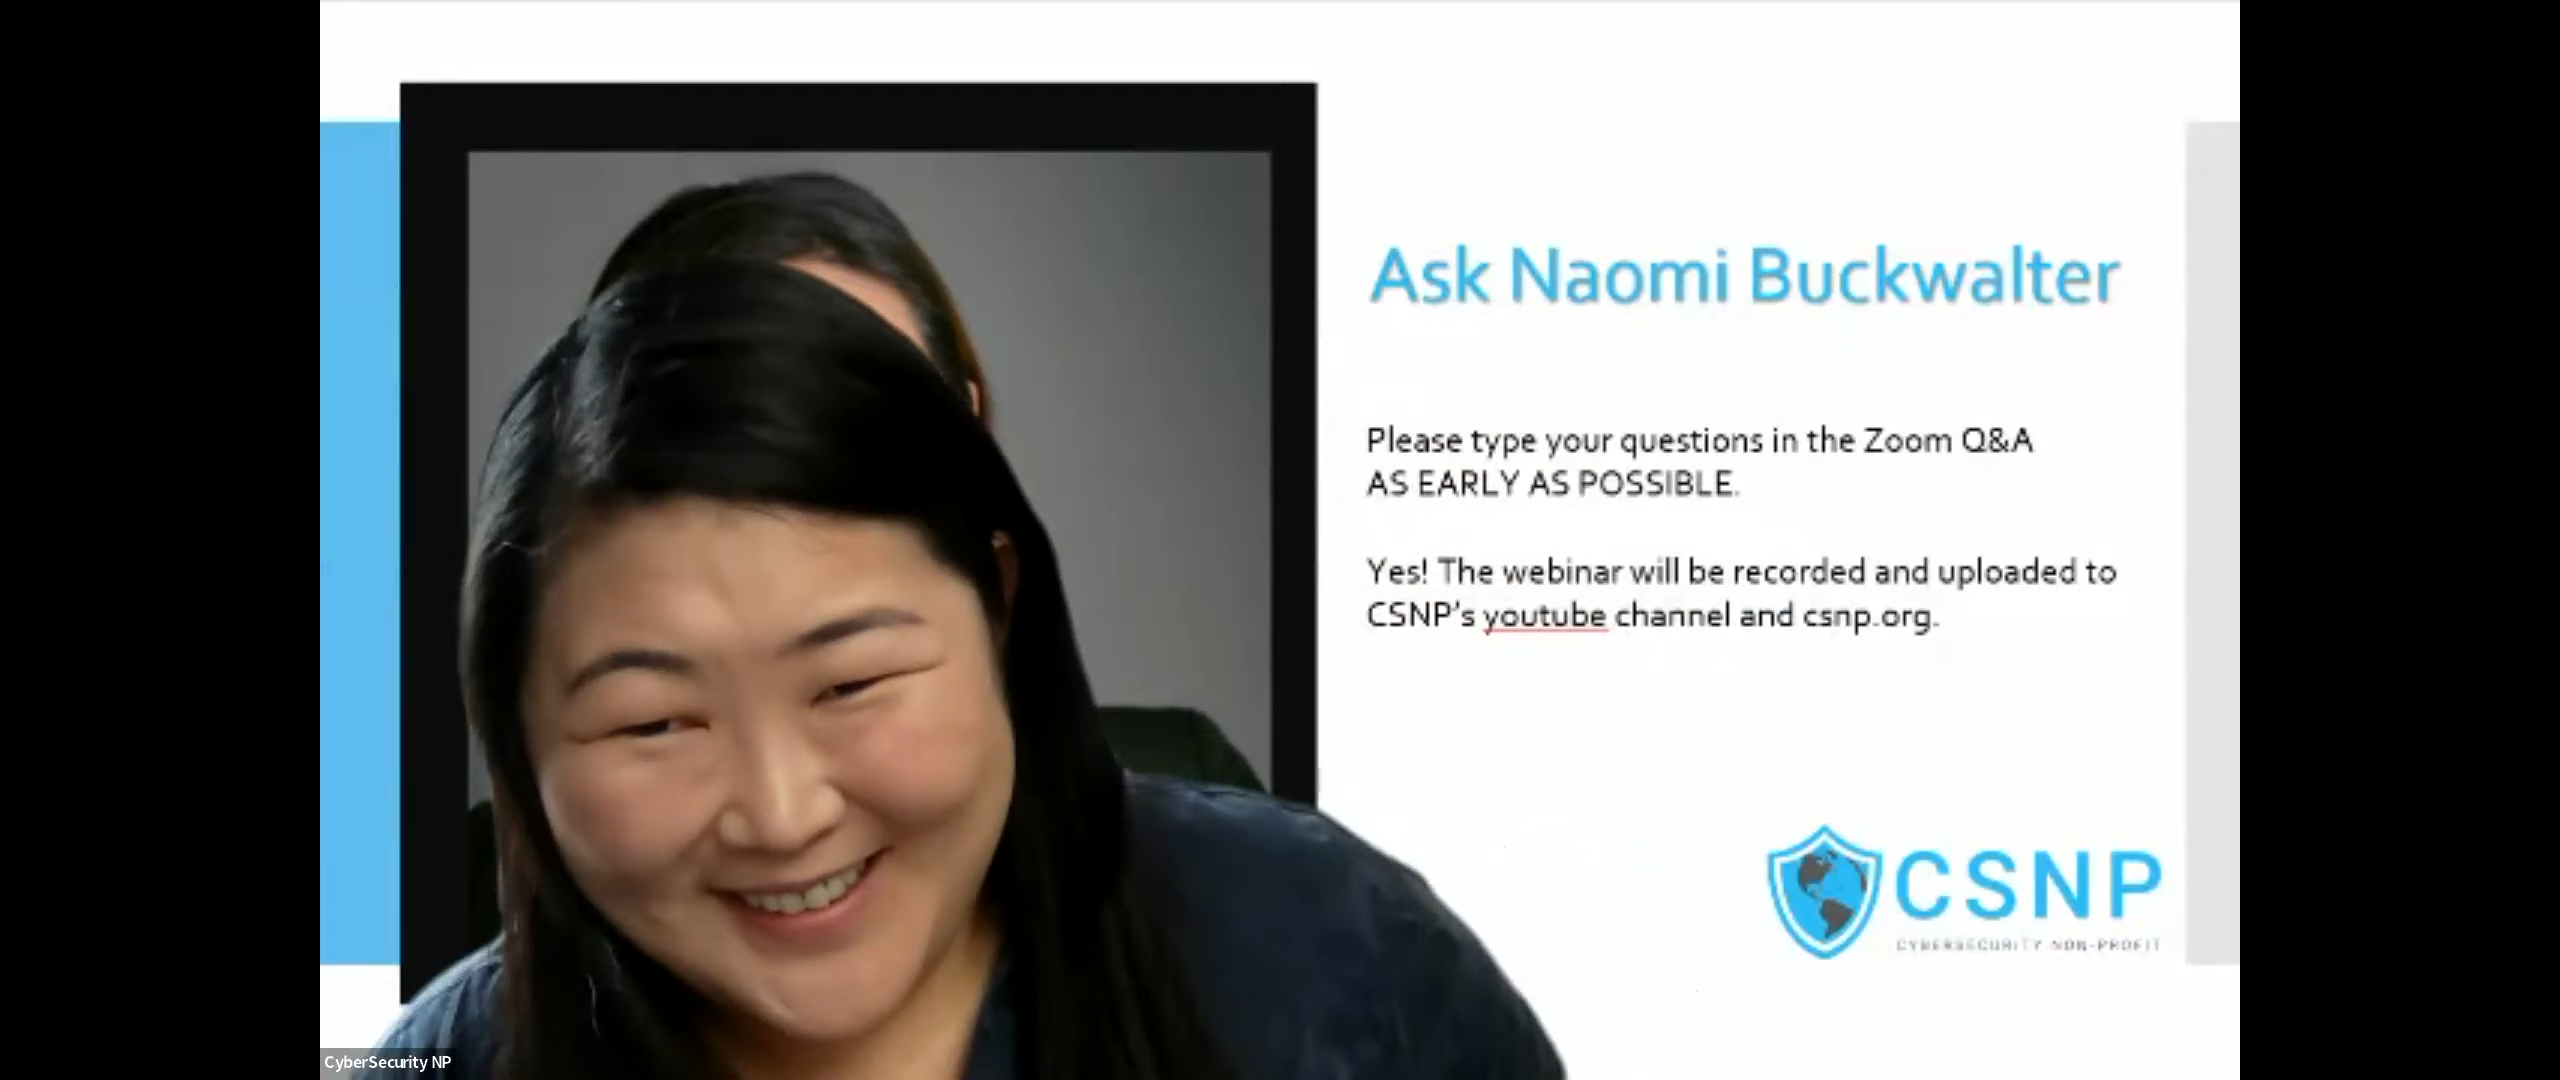 Ask Naomi Buckwalter
Please type your questions in the Zoom Q&A
AS EARLY AS POSSIBLE.
Yes! The webinar will be recorded and uploaded to
CSNP's youtube channel and csnp.org.
CSNP
CYBERSECURITY NON-PROFIT
CyberSecurity NP